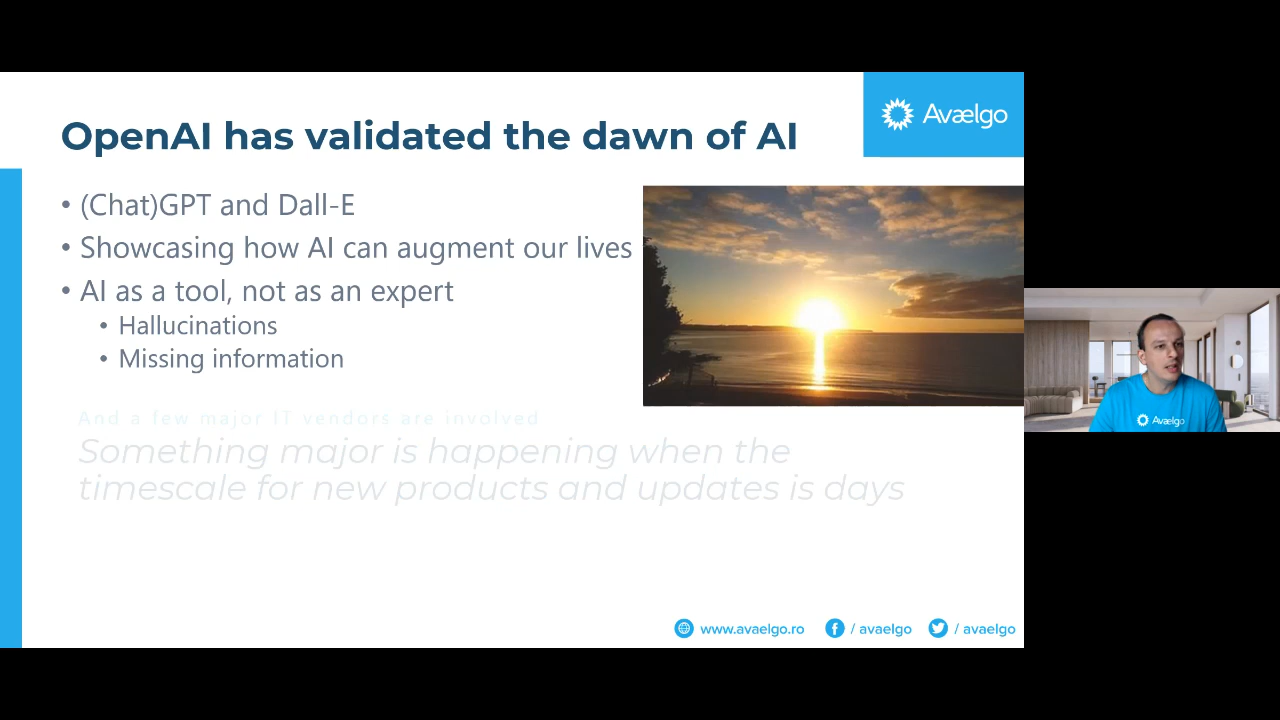 OpenAI has validated the dawn of AI
Avaelgo
• (Chat)GPT and Dall-E
• Showcasing how AI can augment our lives
• AI as a tool, not as an expert
• Hallucinations
• Missing information
And a few major IT vendors are involved
Something major is happening when the
timescale for new products and updates is days
Avaelgo
www.avaelgo.ro
/ avaelgo
/ avaelgo